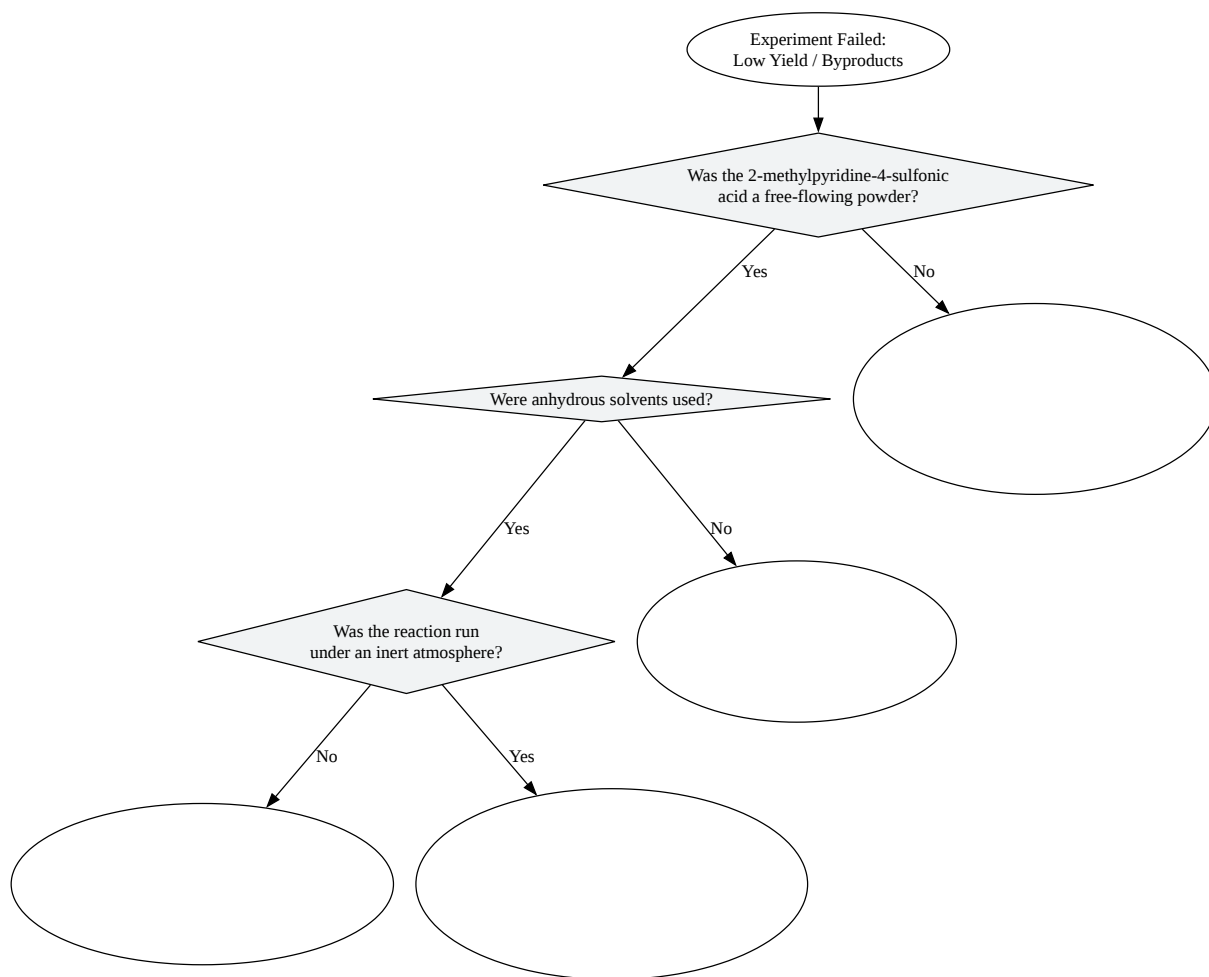 Experiment Failed:
Low Yield / Byproducts
Was the 2-methylpyridine-4-sulfonic
acid a free-flowing powder?
Yes
No
Were anhydrous solvents used?
Yes
No
Was the reaction run
under an inert atmosphere?
No
Yes